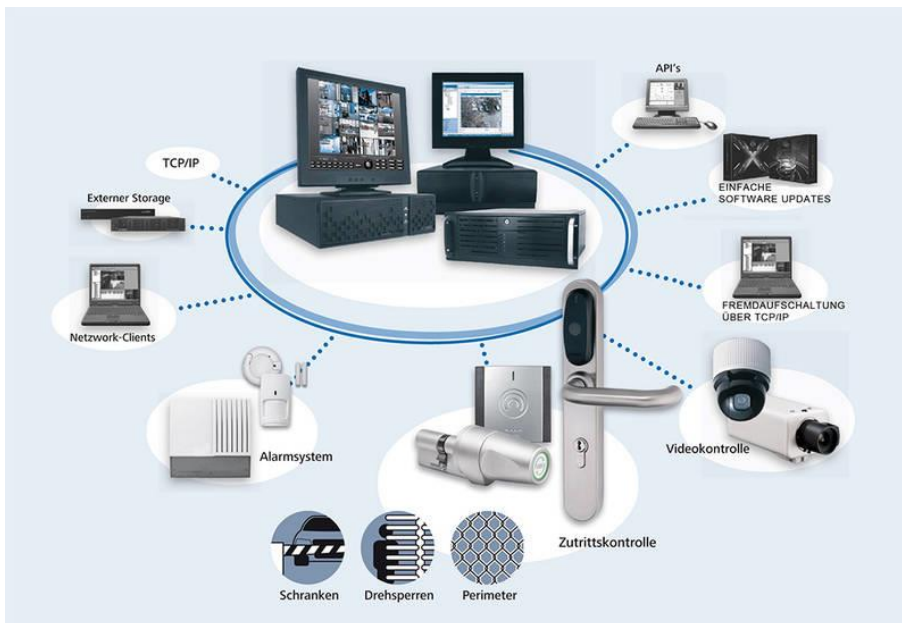 API's
TCP/IP
EINFACHE
SOFTWARE UPDATES
Externer Storage
FREMDAUFSCHALTUNG
ÜBER TCP/IP
Netzwork-Clients
Alarmsystem
Videokontrolle
Zutrittskontrolle
Schranken
Drehsperren
Perimeter